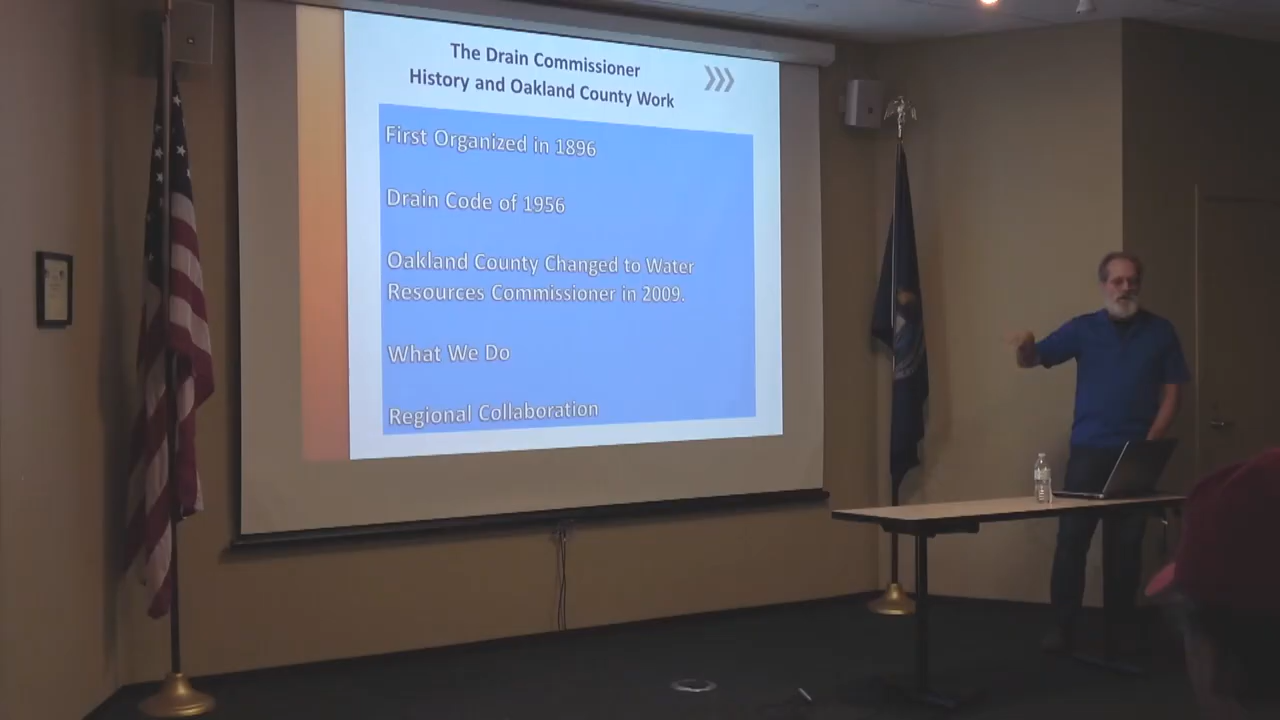 The Drain Commissioner
History and Oakland County Work
First Organized in 1896
Drain Code of 1956
Oakland County Changed to Water
Resources Commissioner in 2009.
What We Do
Regional Collaboration